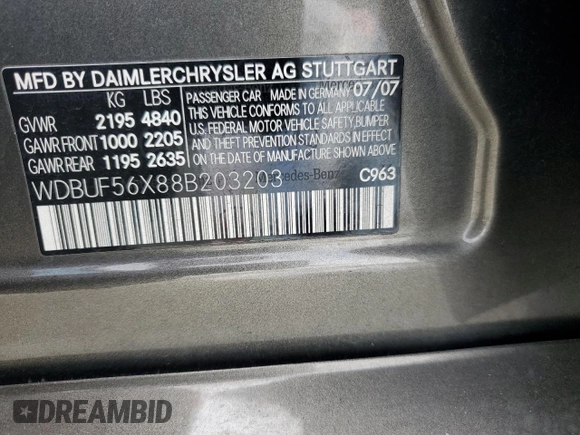 MFD BY DAIMLERCHRYSLER AG STUTTGART
KG LBS
GVWR 2195 4840
GAWR FRONT 1000 2205
GAWR REAR 1195 2635
PASSENGER CAR MADE IN GERMANY 07/07
THIS VEHICLE CONFORMS TO ALL APPLICABLE
U.S. FEDERAL MOTOR VEHICLE SAFETY, BUMPER
AND THEFT PREVENTION STANDARDS IN EFFECT
ON THE DATE OF MANUFACTURE SHOWN ABOVE.
WDBUF56X88B203203
Mercedes-Benz
C963
DREAMBID